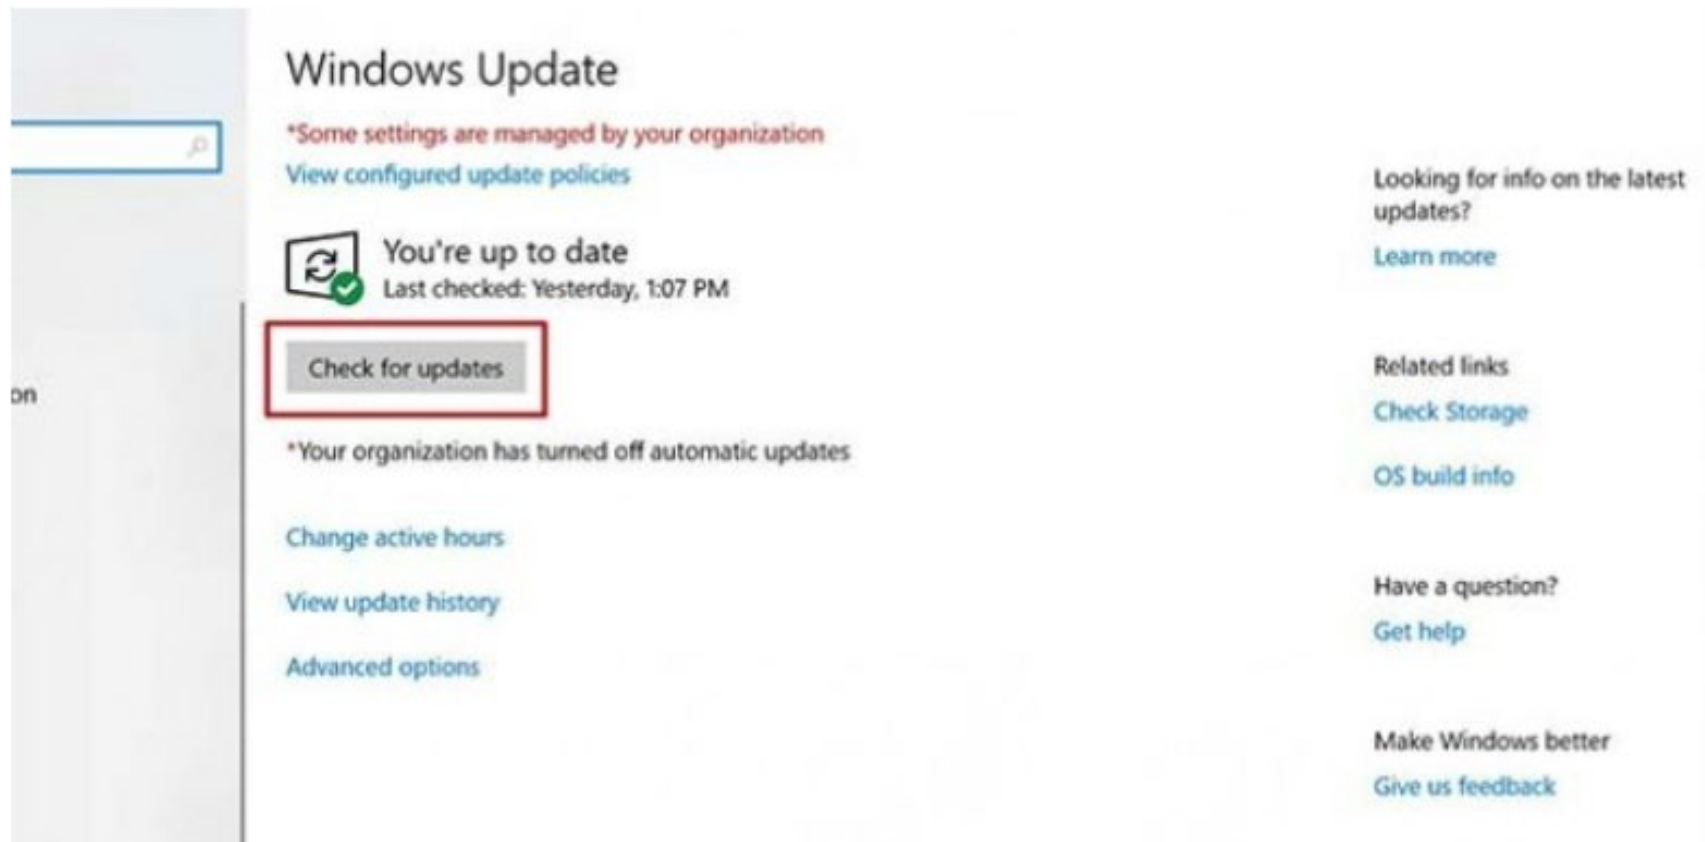 Windows Update
*Some settings are managed by your organization
View configured update policies
You're up to date
Last checked: Yesterday, 1:07 PM
Check for updates
on
*Your organization has turned off automatic updates
Change active hours
View update history
Advanced options
Looking for info on the latest
updates?
Learn more
Related links
Check Storage
OS build info
Have a question?
Get help
Make Windows better
Give us feedback